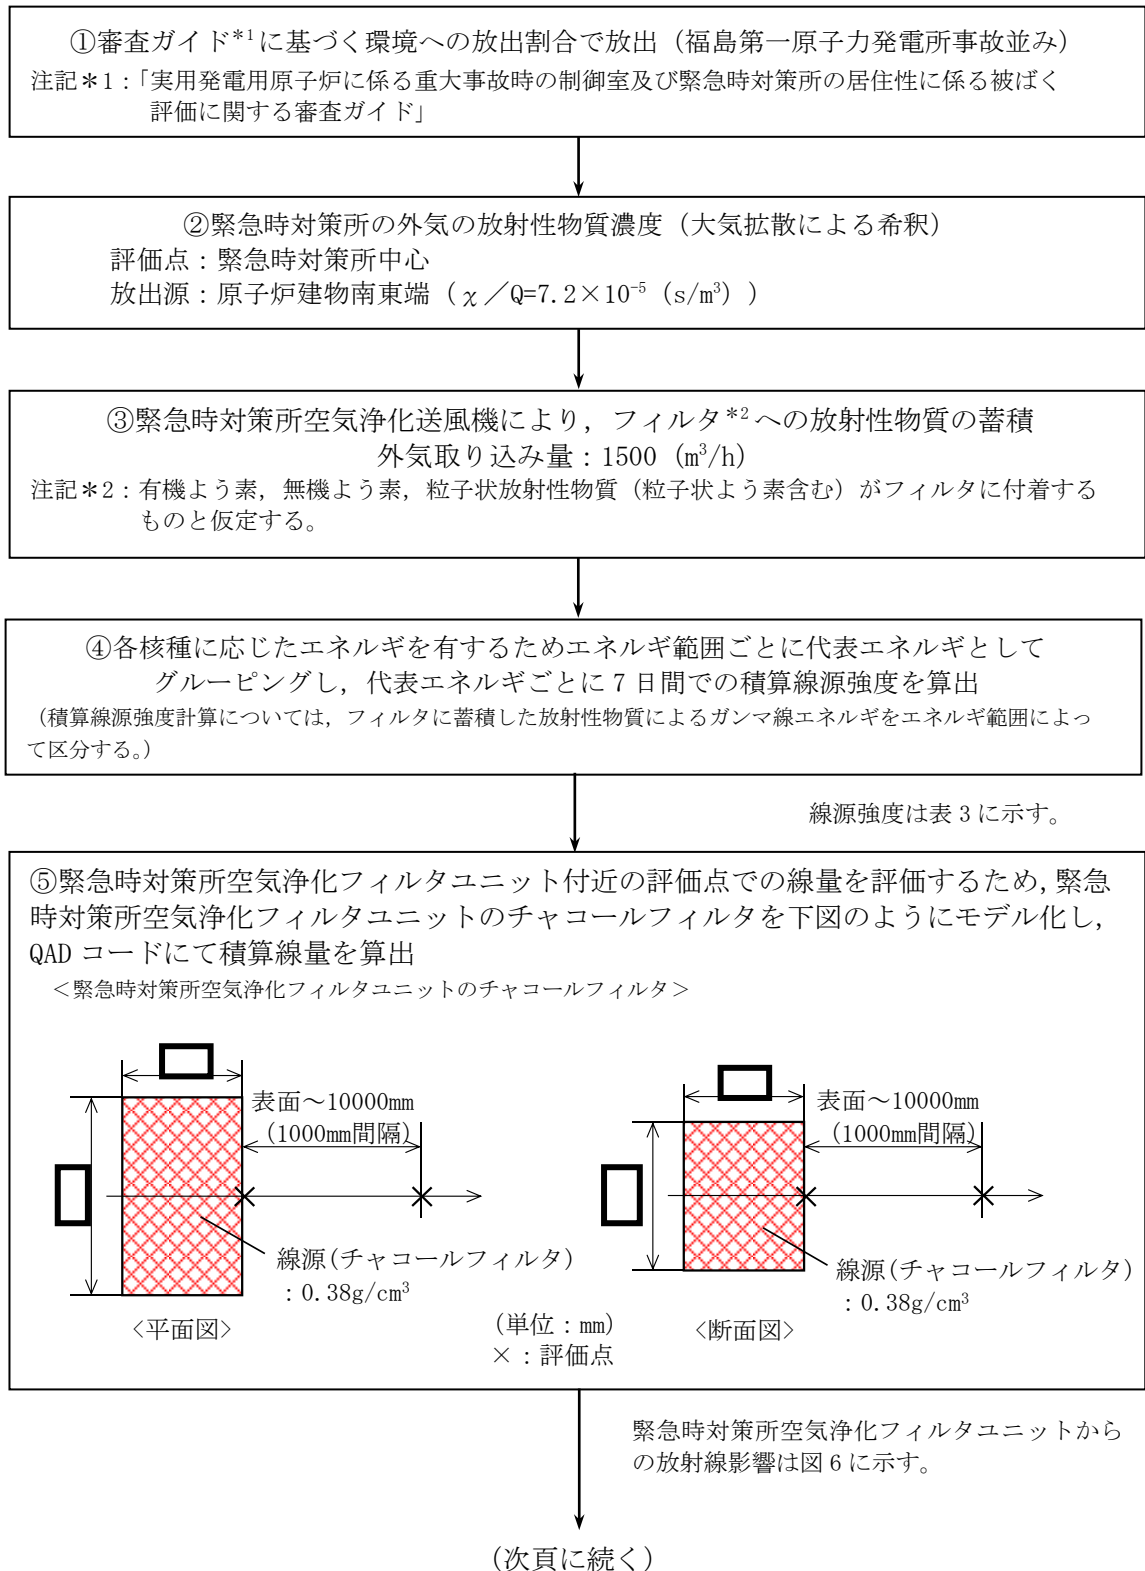 ①審査ガイド*1に基づく環境への放出割合で放出（福島第一原子力発電所事故並み）
注記＊1：「実用発電用原子炉に係る重大事故時の制御室及び緊急時対策所の居住性に係る被ばく
評価に関する審査ガイド」
②緊急時対策所の外気の放射性物質濃度（大気拡散による希釈）
評価点：緊急時対策所中心
放出源：原子炉建物南東端（χ／Q=7.2×10⁻⁵（s/m³））
③緊急時対策所空気浄化送風機により，フィルタ*2への放射性物質の蓄積
外気取り込み量：1500（m³/h）
注記＊2：有機よう素，無機よう素，粒子状放射性物質（粒子状よう素含む）がフィルタに付着する
ものと仮定する。
④各核種に応じたエネルギを有するためエネルギ範囲ごとに代表エネルギとして
グルーピングし，代表エネルギごとに7日間での積算線源強度を算出
（積算線源強度計算については，フィルタに蓄積した放射性物質によるガンマ線エネルギをエネルギ範囲によっ
て区分する。）
線源強度は表3に示す。
⑤緊急時対策所空気浄化フィルタユニット付近の評価点での線量を評価するため，緊急
時対策所空気浄化フィルタユニットのチャコールフィルタを下図のようにモデル化し，
QADコードにて積算線量を算出
＜緊急時対策所空気浄化フィルタユニットのチャコールフィルタ＞
表面～10000mm
（1000mm間隔）
線源(チャコールフィルタ)
：0.38g/cm³
<平面図>
表面～10000mm
（1000mm間隔）
線源(チャコールフィルタ)
：0.38g/cm³
<断面図>
（単位：mm）
×：評価点
緊急時対策所空気浄化フィルタユニットから
の放射線影響は図6に示す。
（次頁に続く）